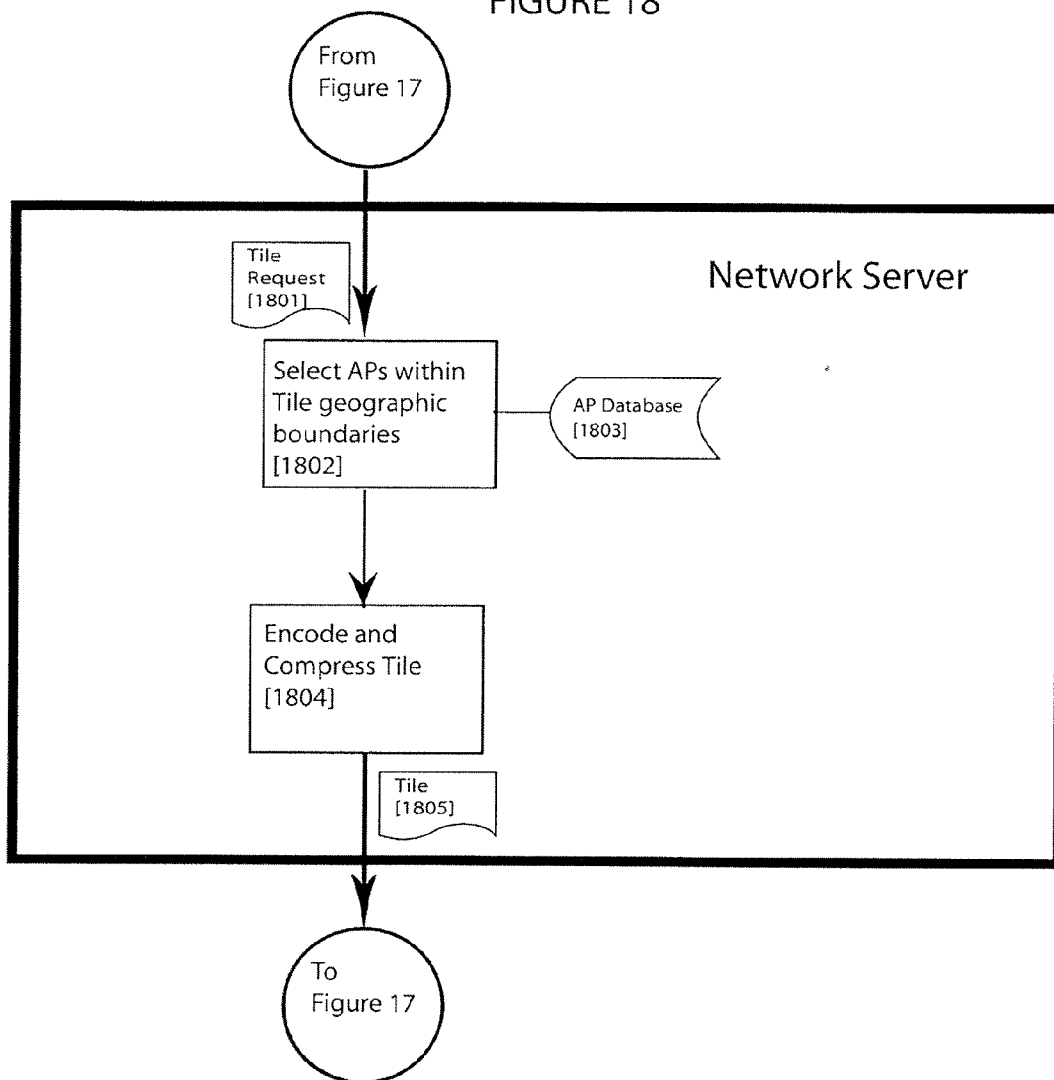 FIGURE 18
From
Figure 17
Tile
Request
[1801]
Network Server
Select APs within
Tile geographic
boundaries
[1802]
AP Database
[1803]
Encode and
Compress Tile
[1804]
Tile
[1805]
To
Figure 17